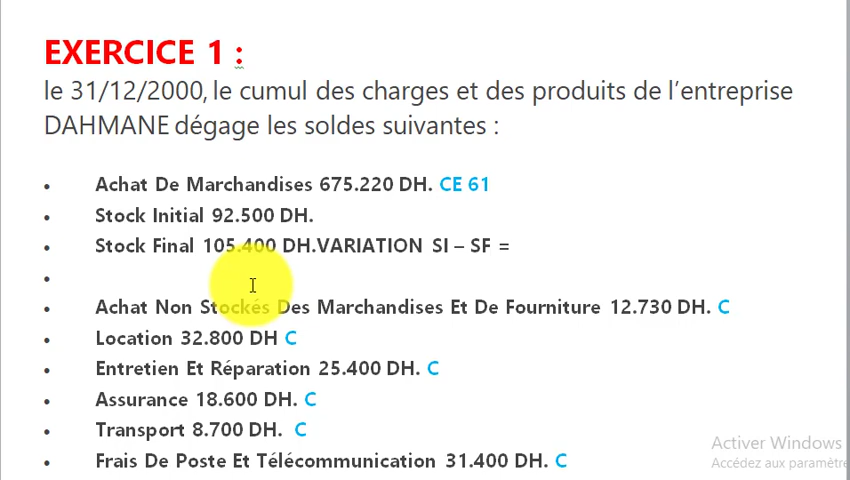 EXERCICE 1 :
le 31/12/2000, le cumul des charges et des produits de l'entreprise
DAHMANE dégage les soldes suivantes :
• Achat De Marchandises 675.220 DH. CE 61
• Stock Initial 92.500 DH.
• Stock Final 105.400 DH.VARIATION SI – SF =
•
• Achat Non Stockés Des Marchandises Et De Fourniture 12.730 DH. C
• Location 32.800 DH C
• Entretien Et Réparation 25.400 DH. C
• Assurance 18.600 DH. C
• Transport 8.700 DH. C
• Frais De Poste Et Télécommunication 31.400 DH. C
Activer Windows
Accédez aux paramètre